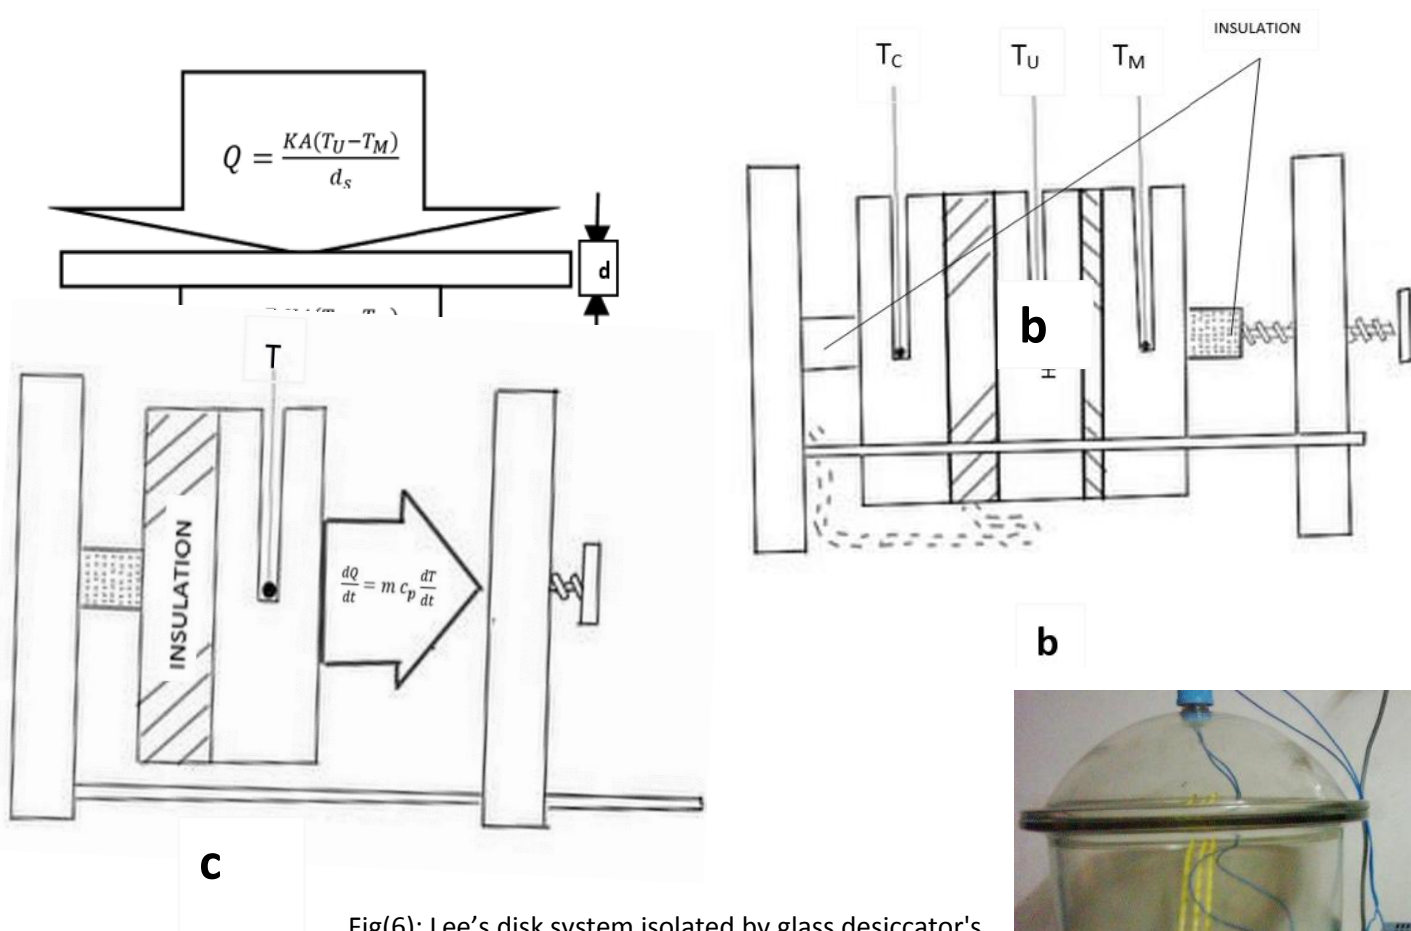 INSULATION
T_C
T_U
T_M
Q = KA(T_U−T_M)/d_s
d
b
H
T
INSULATION
dQ/dt = m c_p dT/dt
b
c
Fig(6): Lee’s disk system isolated by glass desiccator's